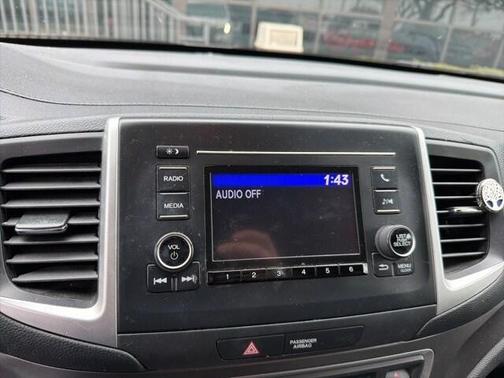 1:43
RADIO
AUDIO OFF
MEDIA
VOL
LIST
SELECT
1 2 3 4 5 6
MENU
CLOCK
PASSENGER
AIRBAG